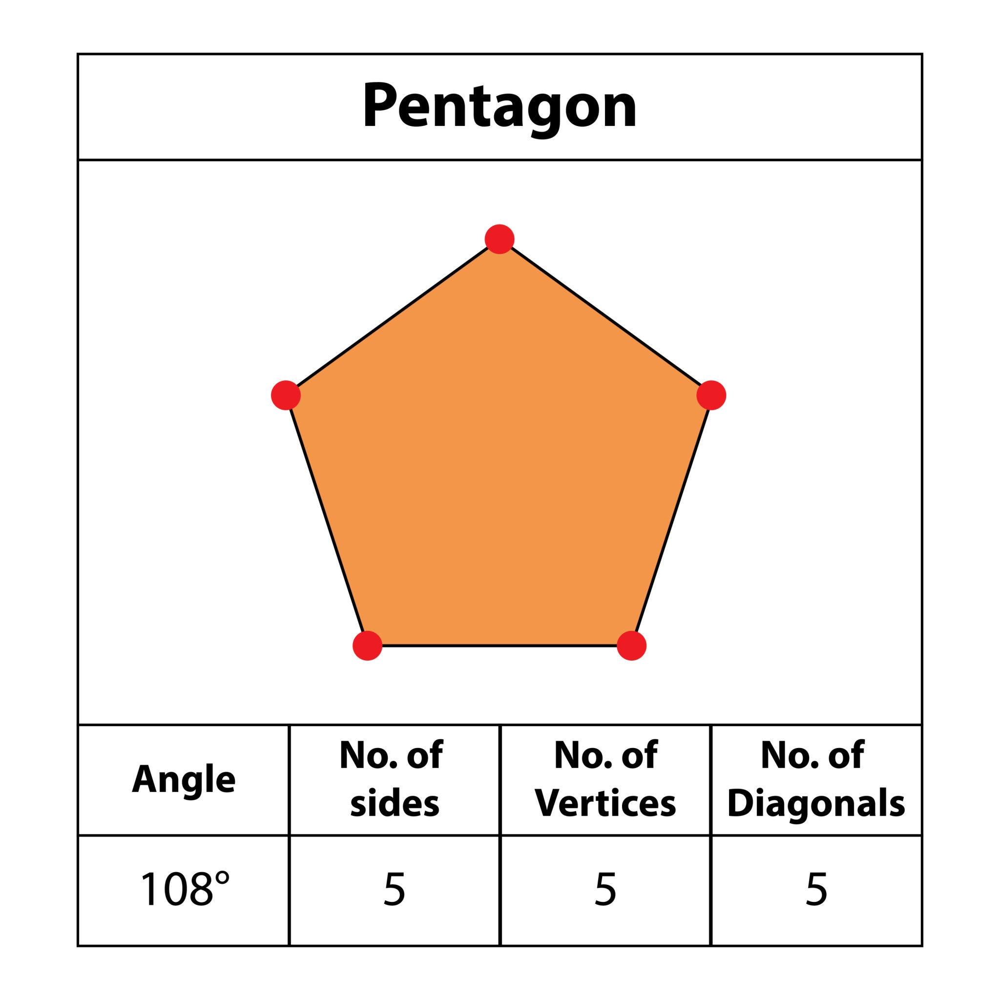 Pentagon
Angle
No. of
sides
No. of
Vertices
No. of
Diagonals
108°
5
5
5